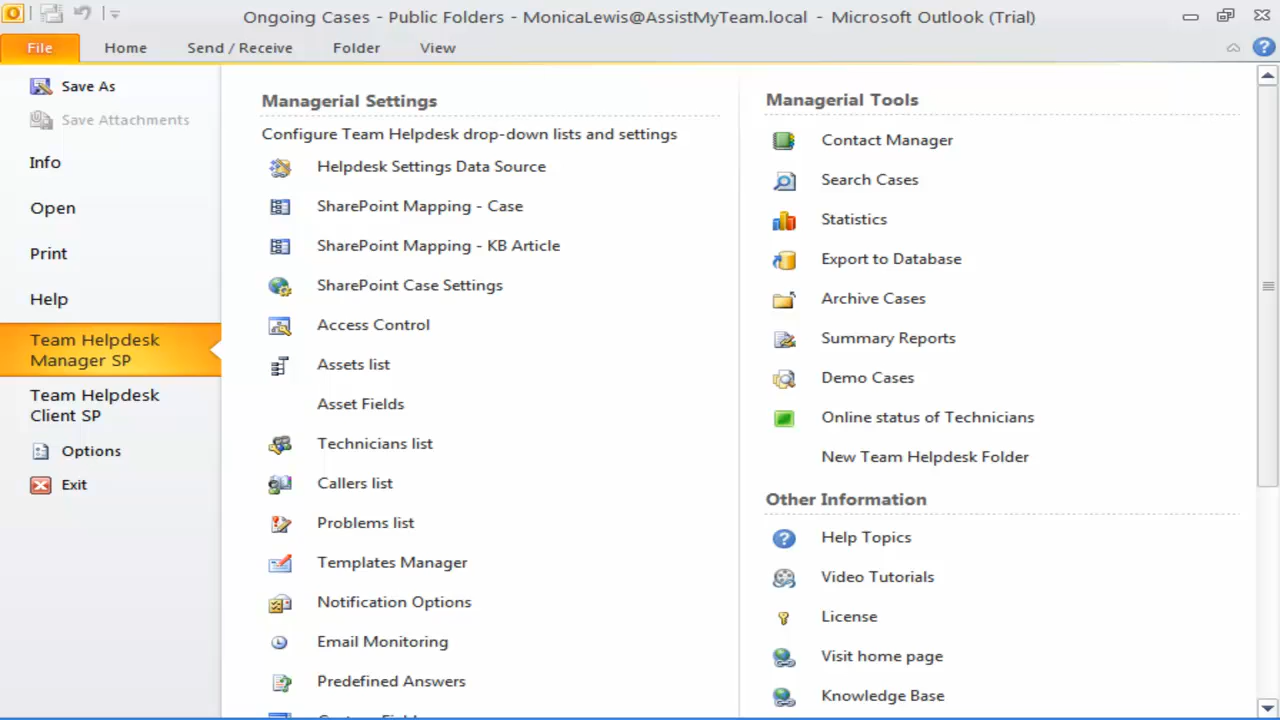 Ongoing Cases - Public Folders - MonicaLewis@AssistMyTeam.local - Microsoft Outlook (Trial)
File
Home
Send / Receive
Folder
View
Save As
Save Attachments
Info
Open
Print
Help
Team Helpdesk
Manager SP
Team Helpdesk
Client SP
Options
Exit
Managerial Settings
Configure Team Helpdesk drop-down lists and settings
Helpdesk Settings Data Source
SharePoint Mapping - Case
SharePoint Mapping - KB Article
SharePoint Case Settings
Access Control
Assets list
Asset Fields
Technicians list
Callers list
Problems list
Templates Manager
Notification Options
Email Monitoring
Predefined Answers
Managerial Tools
Contact Manager
Search Cases
Statistics
Export to Database
Archive Cases
Summary Reports
Demo Cases
Online status of Technicians
New Team Helpdesk Folder
Other Information
Help Topics
Video Tutorials
License
Visit home page
Knowledge Base